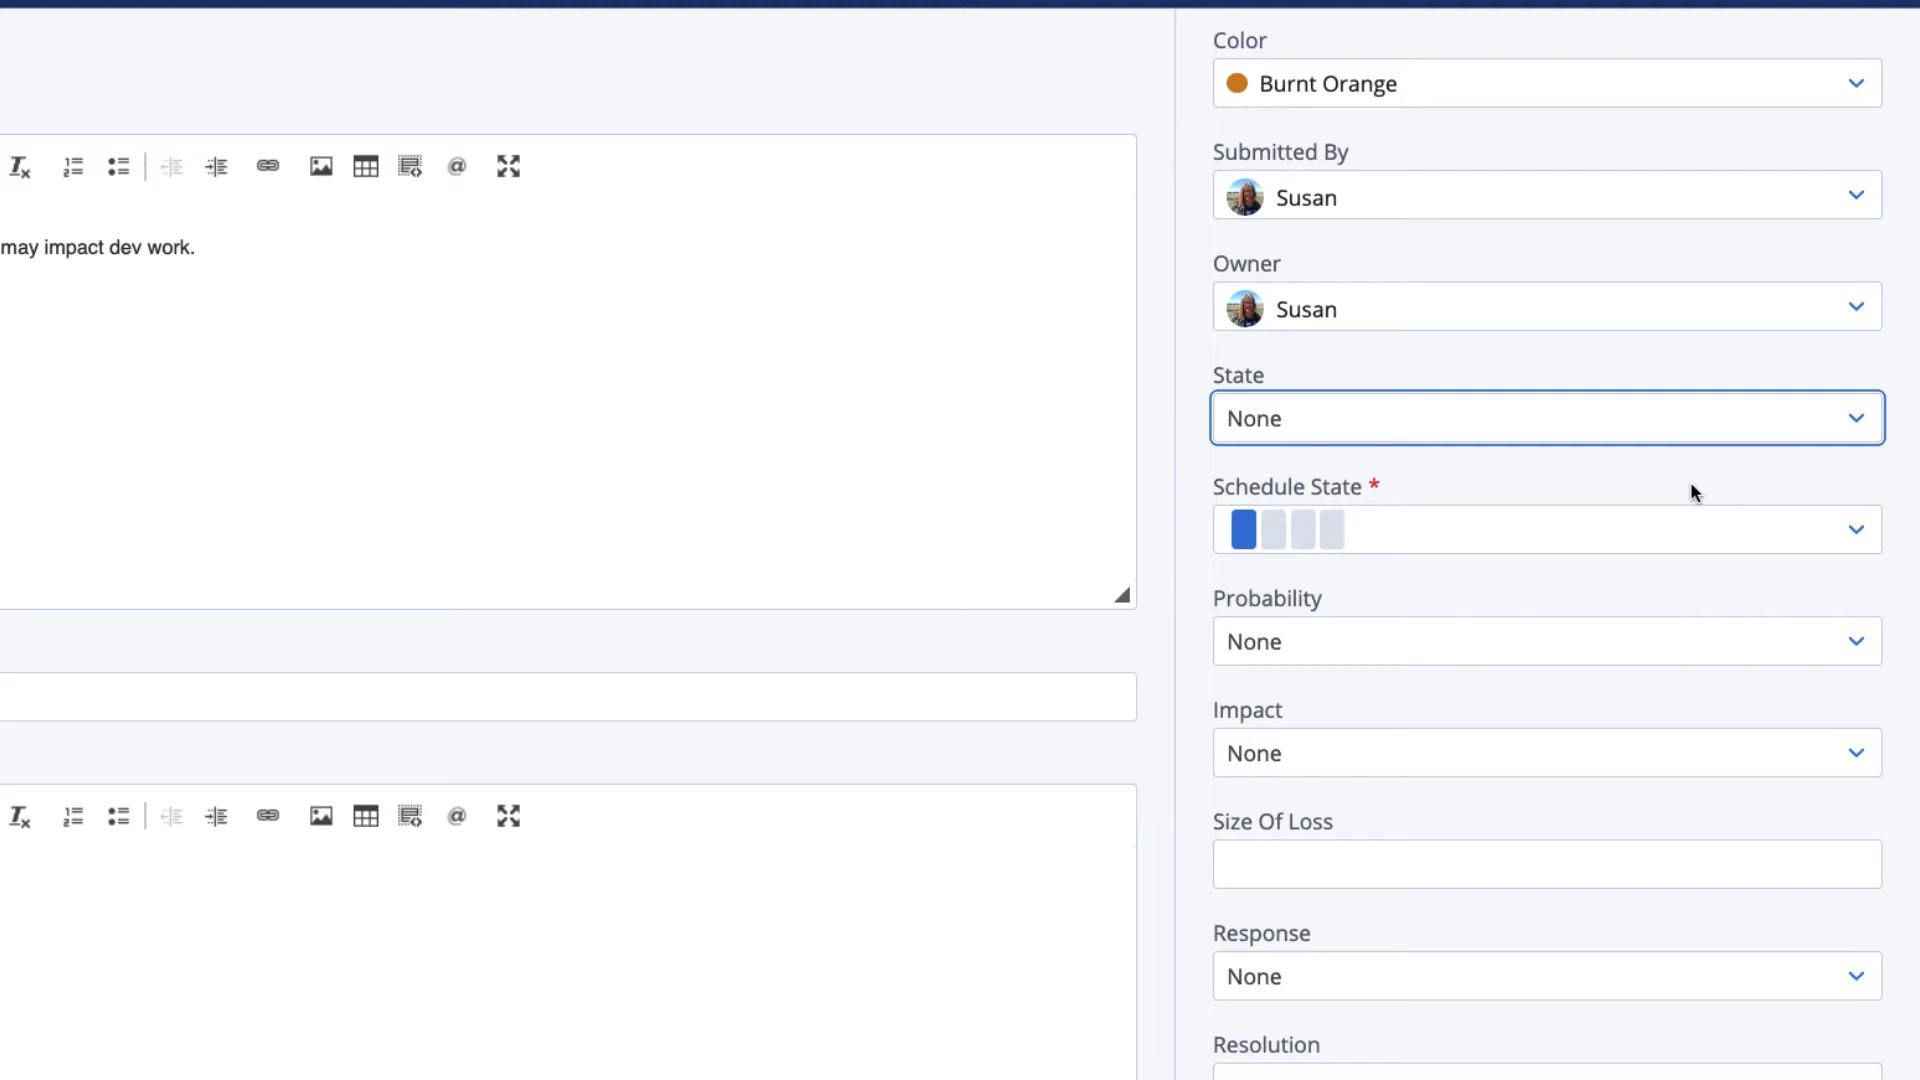 Color
Burnt Orange
Submitted By
Susan
may impact dev work.
Owner
Susan
State
None
Schedule State *
Probability
None
Impact
None
Size Of Loss
Response
None
Resolution